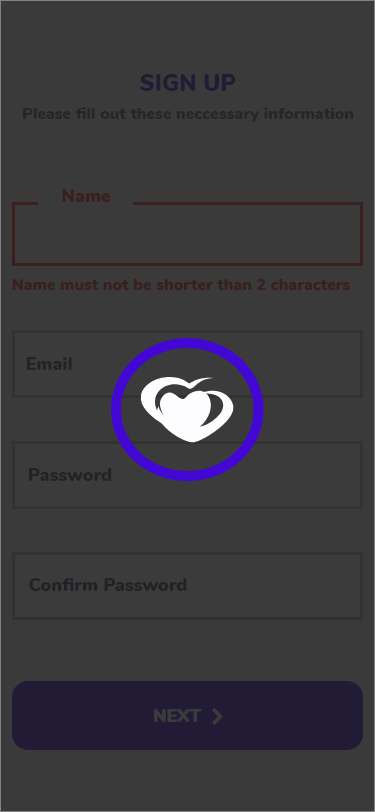 SIGN UP
Please fill out these neccessary information
Name
Name must not be shorter than 2 characters
Email
Password
Confirm Password
NEXT